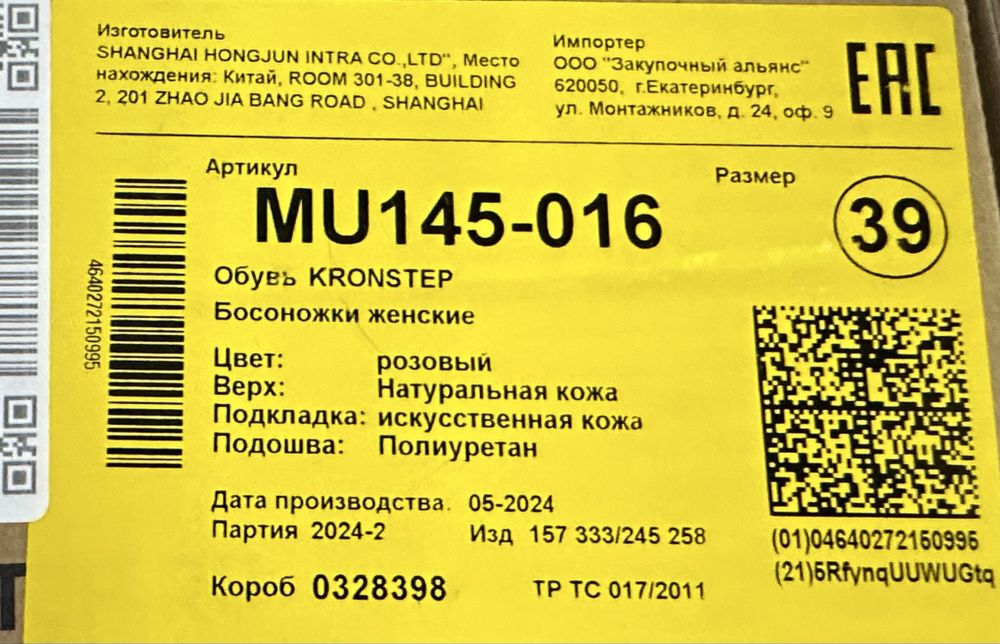 Изготовитель
SHANGHAI HONGJUN INTRA CO.,LTD", Место
нахождения: Китай, ROOM 301-38, BUILDING
2, 201 ZHAO JIA BANG ROAD , SHANGHAI
Импортер
ООО "Закупочный альянс"
620050, г.Екатеринбург,
ул. Монтажников, д. 24, оф. 9
EAC
Артикул
MU145-016
Размер
39
Обувь KRONSTEP
Босоножки женские
Цвет: розовый
Верх: Натуральная кожа
Подкладка: искусственная кожа
Подошва: Полиуретан
4640272150995
Дата производства. 05-2024
Партия 2024-2 Изд 157 333/245 258
Короб 0328398 ТР ТС 017/2011
(01)04640272150995
(21)5RfynqUUWUGtq